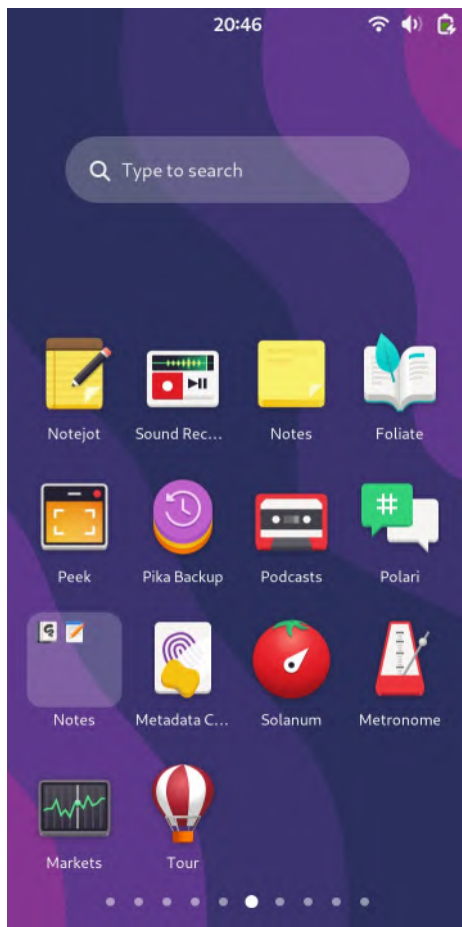 20:46
Type to search
Notejot
Sound Rec...
Notes
Foliate
Peek
Pika Backup
Podcasts
Polari
Notes
Metadata C...
Solanum
Metronome
Markets
Tour